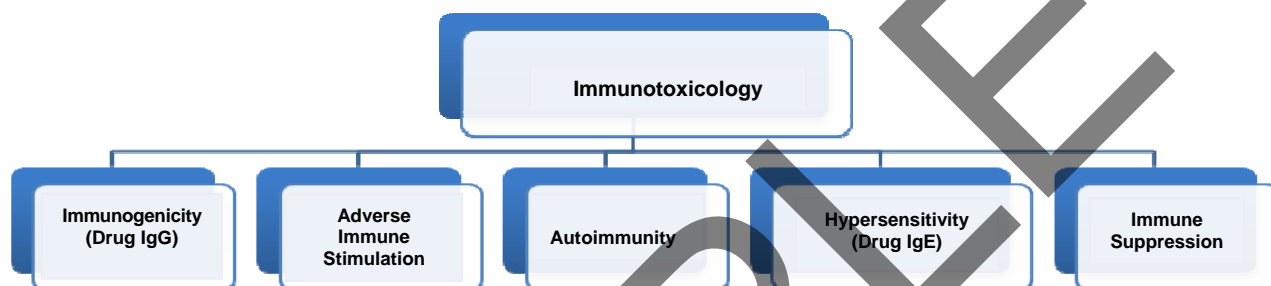 Immunotoxicology
Immunogenicity
(Drug IgG)
Adverse
Immune
Stimulation
Autoimmunity
Hypersensitivity
(Drug IgE)
Immune
Suppression